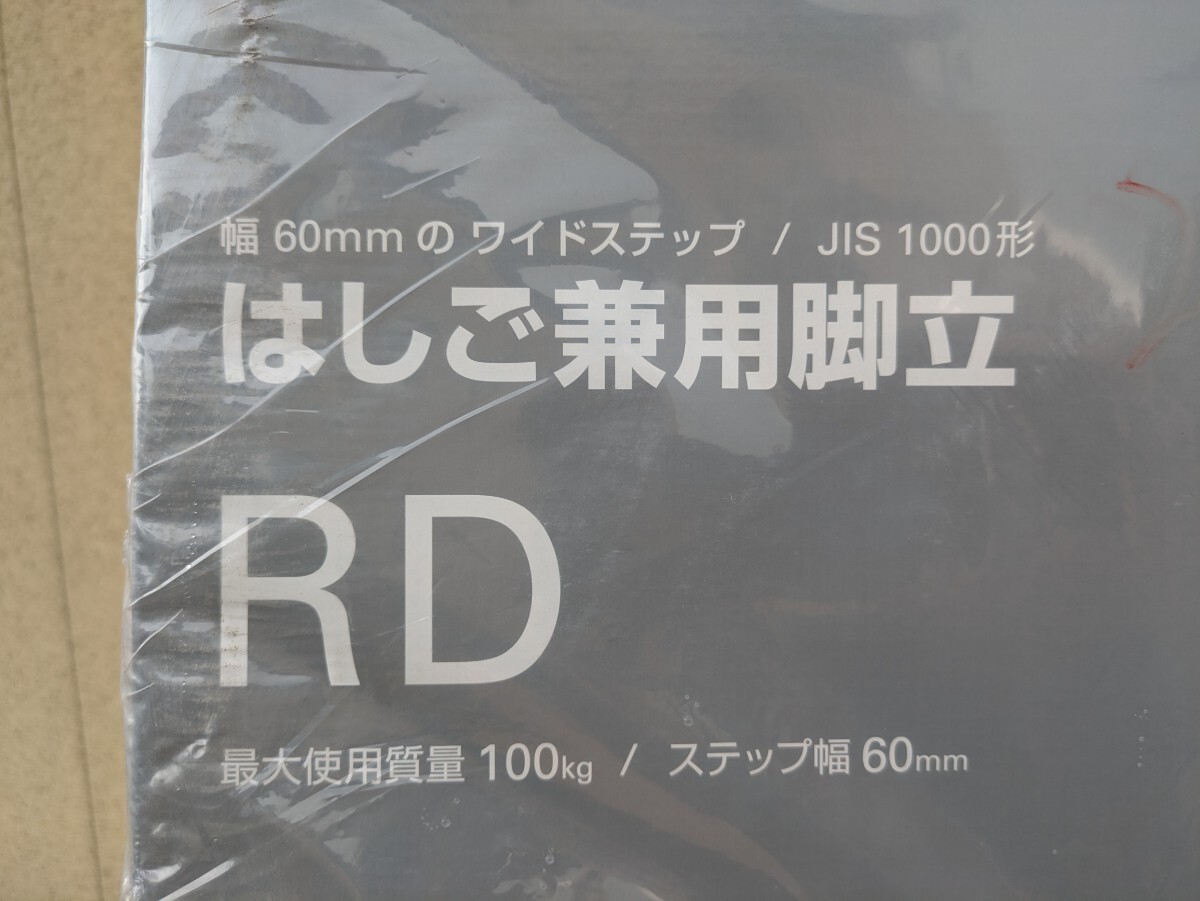 幅 60mm の ワイドステップ / JIS 1000形
はしご兼用脚立
RD
最大使用質量 100kg / ステップ幅 60mm